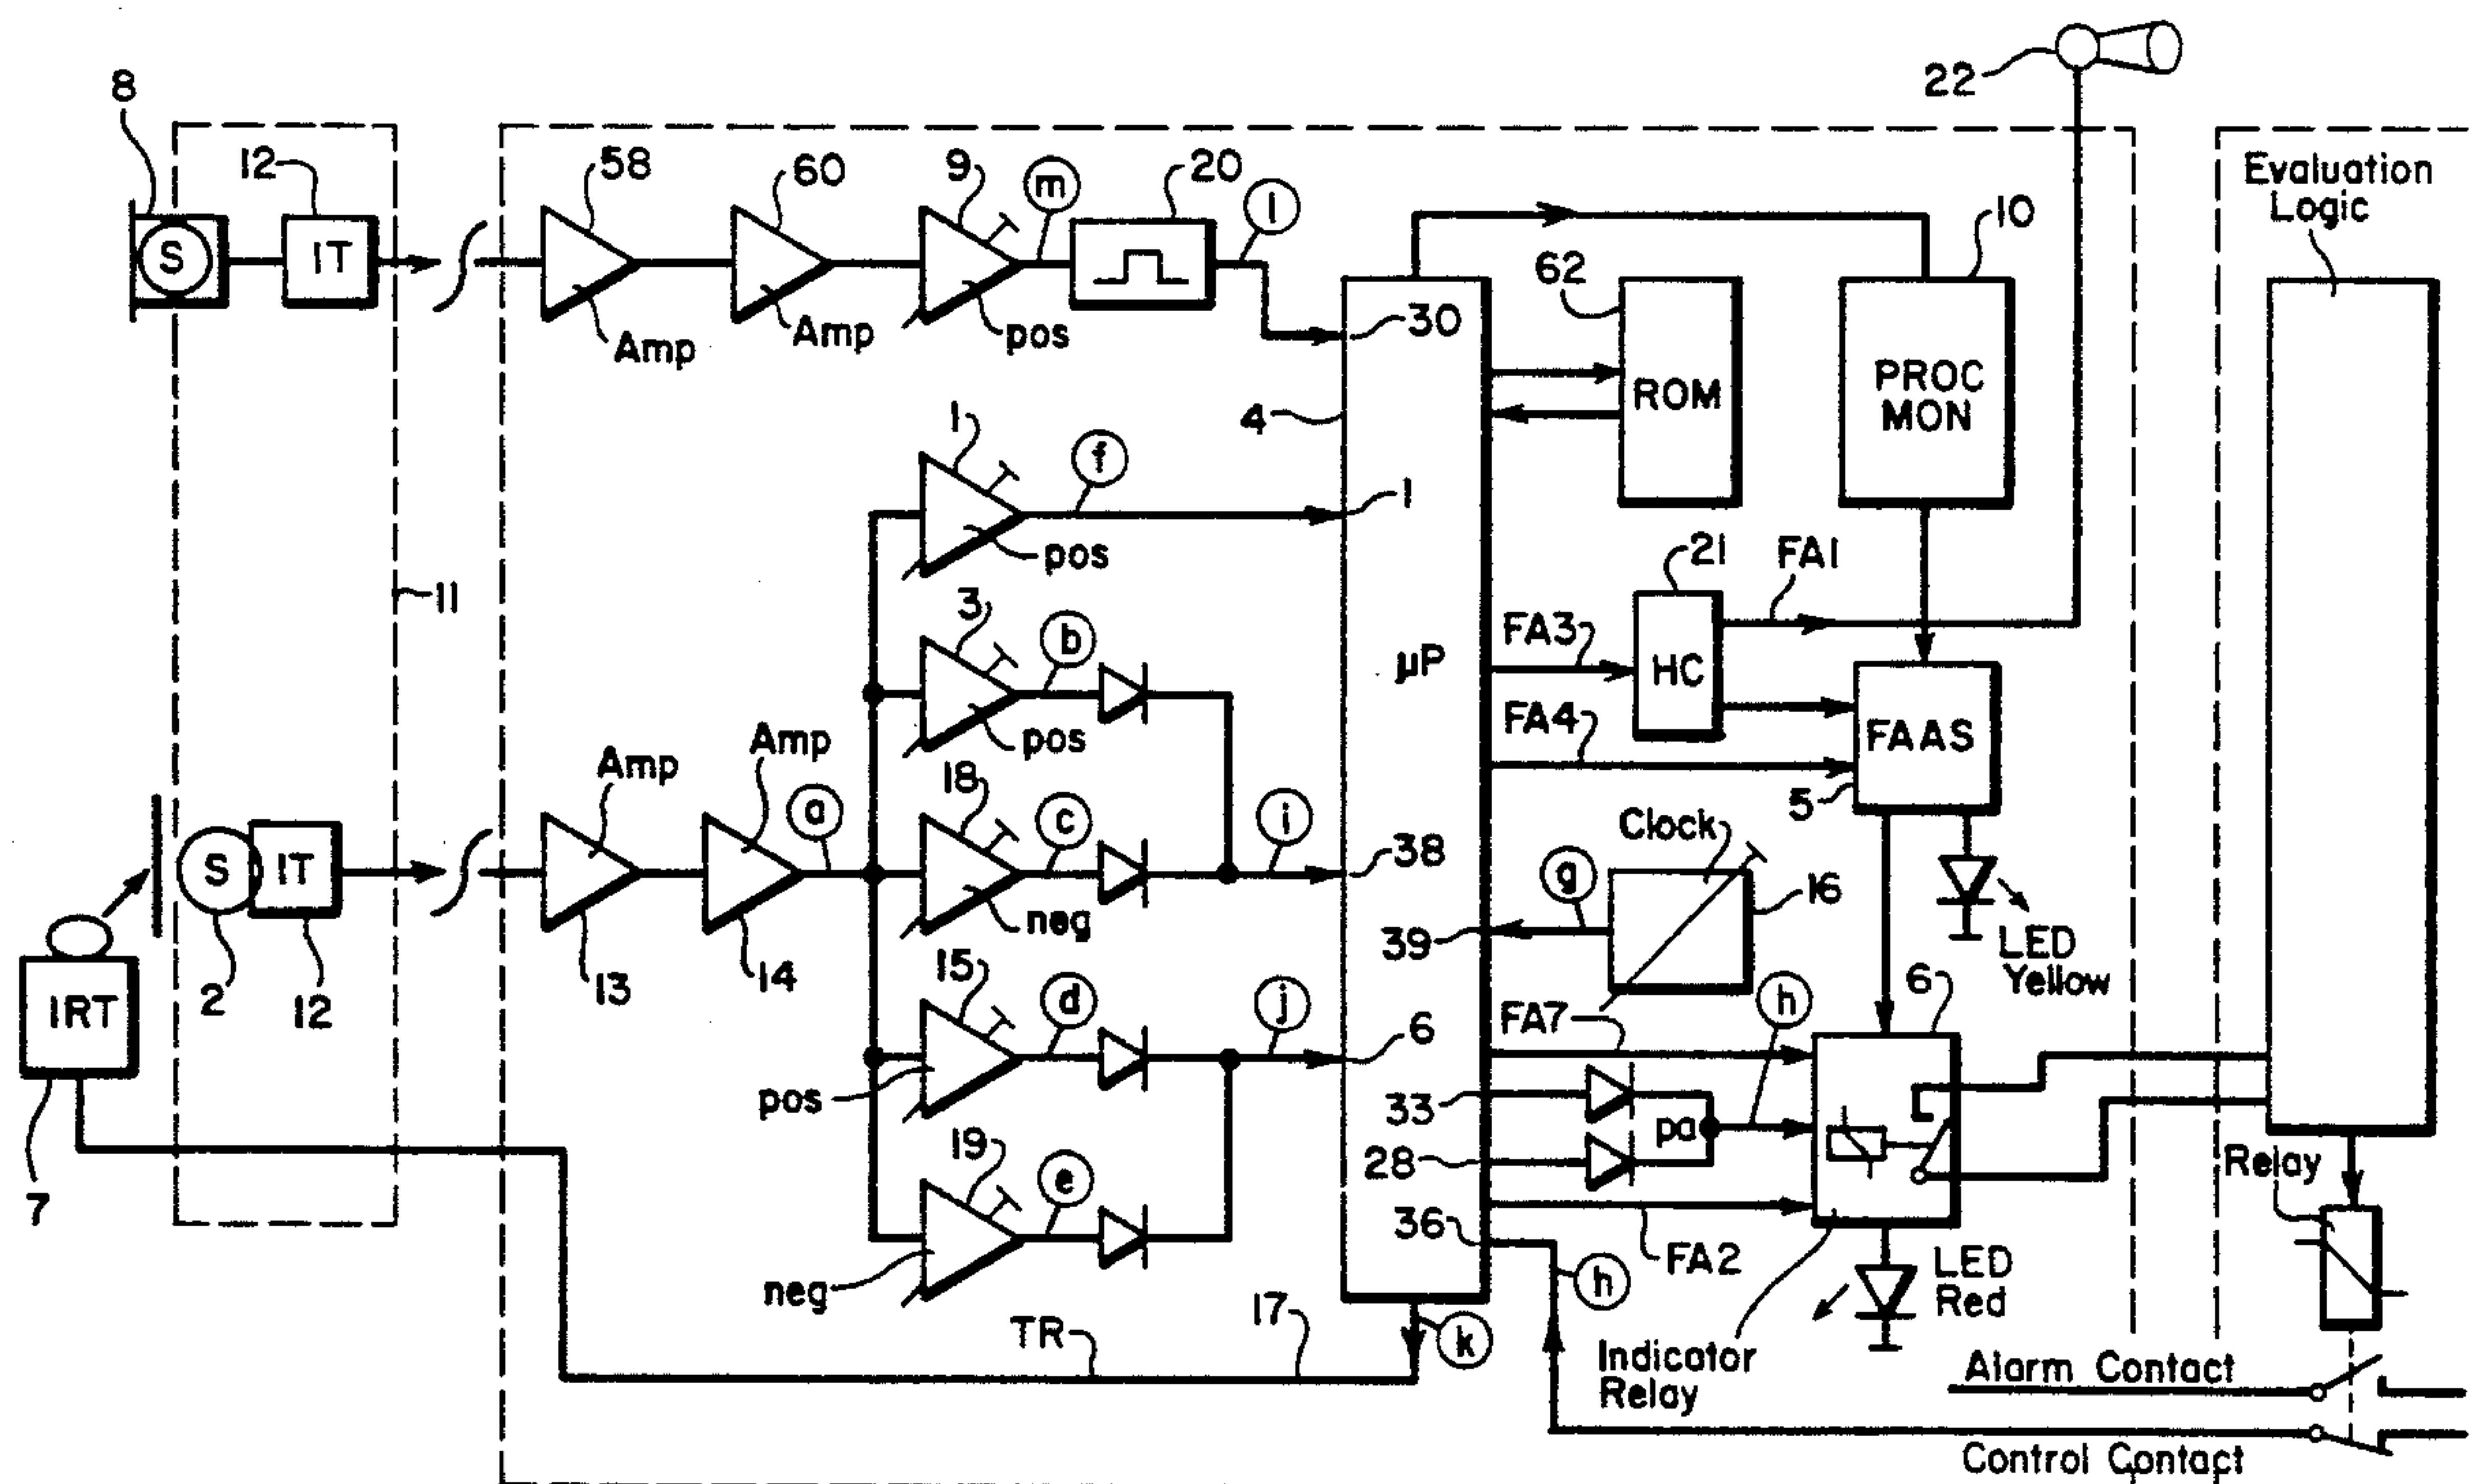 22
8
12
58
60
9
m
20
l
Evaluation
Logic
10
S
IT
62
Amp
Amp
pos
30
ROM
PROC
MON
4
1
f
1
pos
21
FA1
11
3
b
FA3
HC
μP
pos
FA4
FAAS
Amp
Amp
a
18
c
i
5
Clock
S
IT
38
neg
g
16
39
LED
Yellow
2
12
13
14
15
d
j
FA7
h
6
IRT
6
pos
33
pa
28
Relay
7
19
e
36
FA2
LED
Red
neg
h
TR
17
k
Indicator
Relay
Alarm Contact
Control Contact